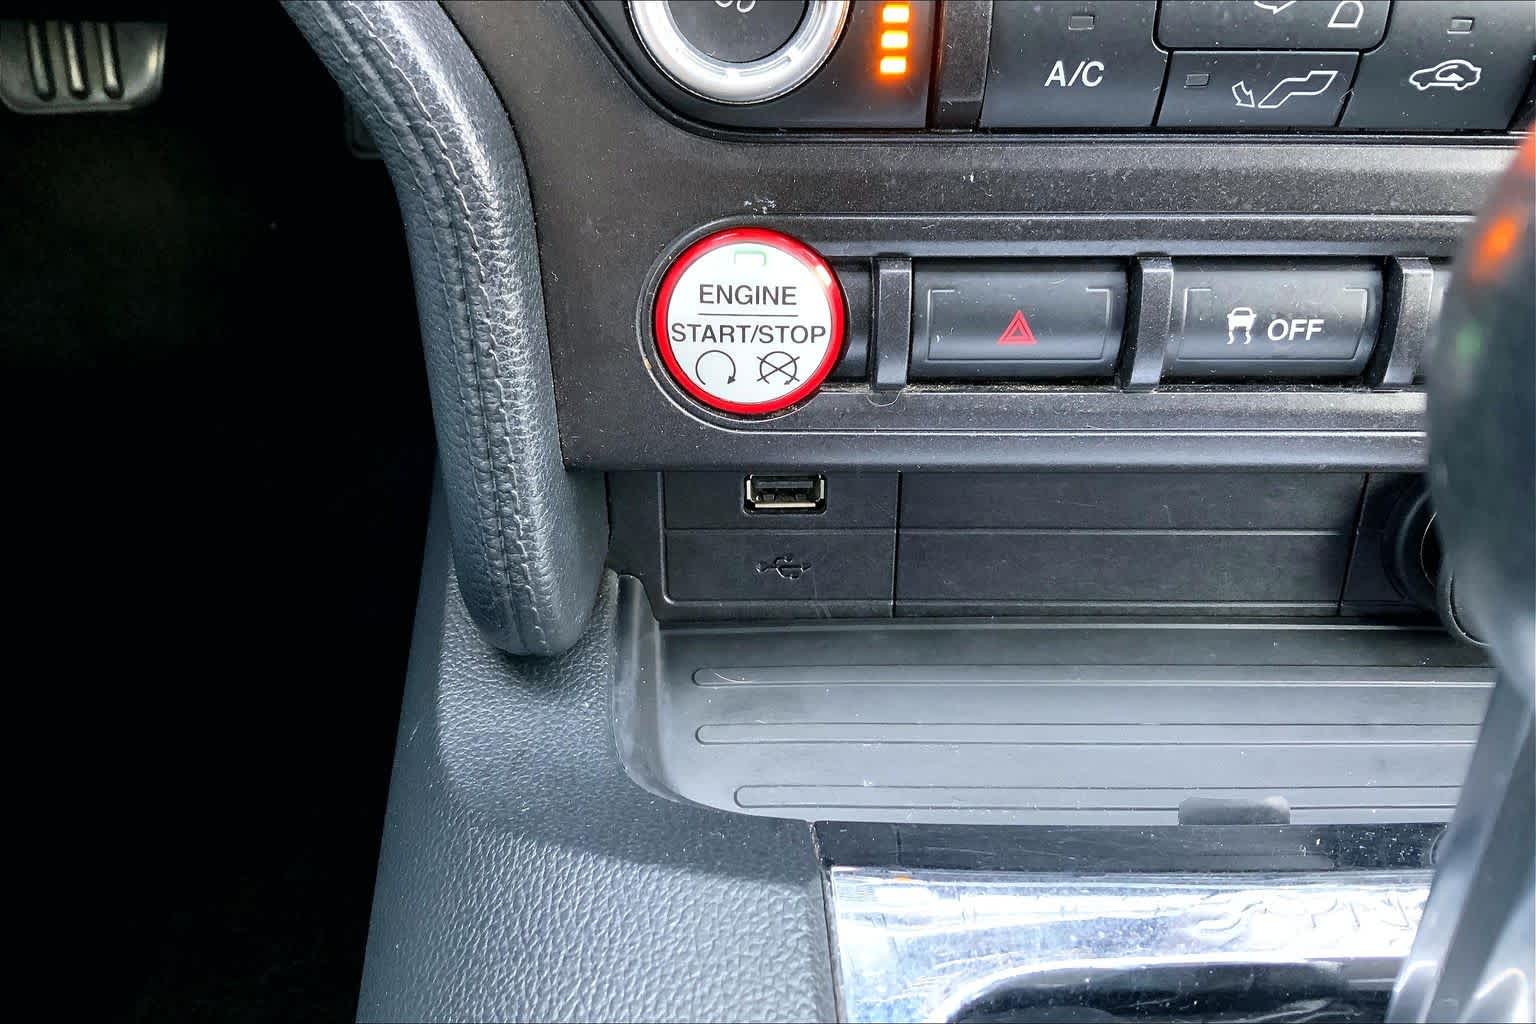 A/C
ENGINE
START/STOP
OFF